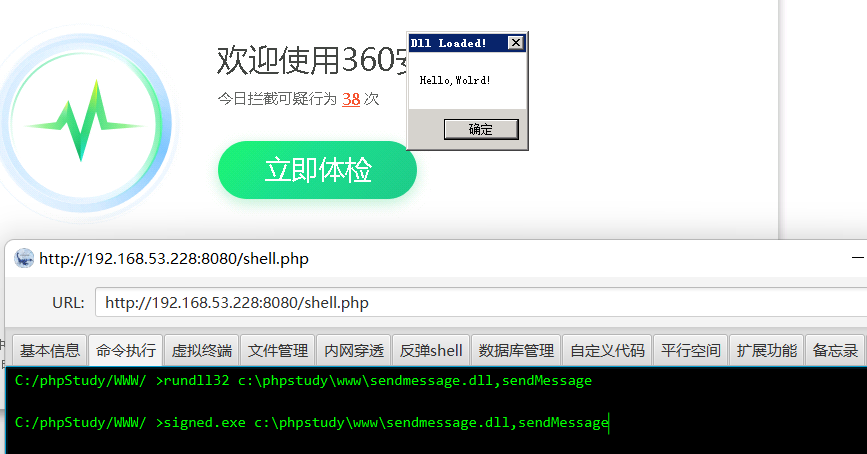 欢迎使用360安
今日拦截可疑行为 38 次
立即体检
Dll Loaded!
Hello,Wolrd!
确定
http://192.168.53.228:8080/shell.php
URL: http://192.168.53.228:8080/shell.php
基本信息 命令执行 虚拟终端 文件管理 内网穿透 反弹shell 数据库管理 自定义代码 平行空间 扩展功能 备忘录
C:/phpStudy/WWW/ >rundll32 c:\phpstudy\www\sendmessage.dll,sendMessage
C:/phpStudy/WWW/ >signed.exe c:\phpstudy\www\sendmessage.dll,sendMessage